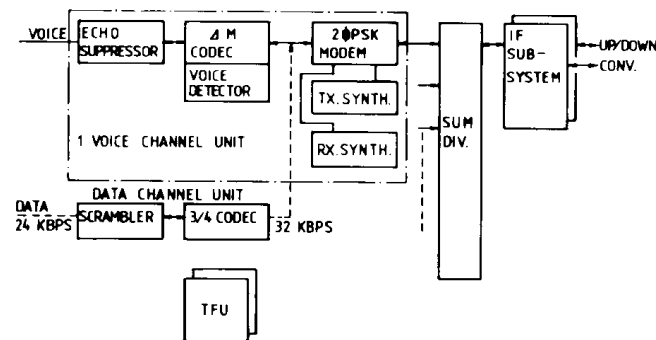 VOICE
ECHO
SUPPRESSOR
Δ M
CODEC
VOICE
DETECTOR
2ΦPSK
MODEM
TX. SYNTH.
RX. SYNTH.
1 VOICE CHANNEL UNIT
SUM
DIV.
IF
SUB-
SYSTEM
UP/DOWN
CONV.
DATA CHANNEL UNIT
DATA
24 KBPS
SCRAMBLER
3/4 CODEC
32 KBPS
TFU